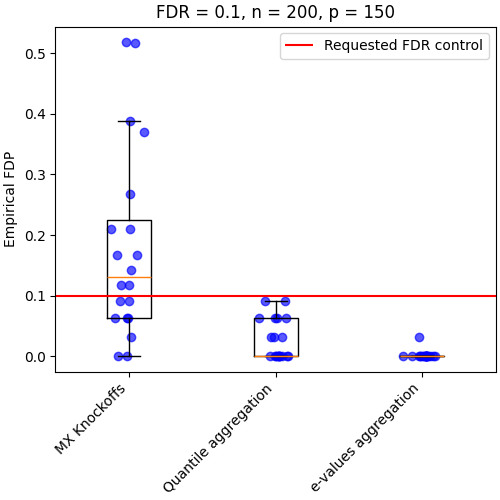 FDR = 0.1, n = 200, p = 150
Requested FDR control
Empirical FDP
0.5
0.4
0.3
0.2
0.1
0.0
MX Knockoffs
Quantile aggregation
e-values aggregation